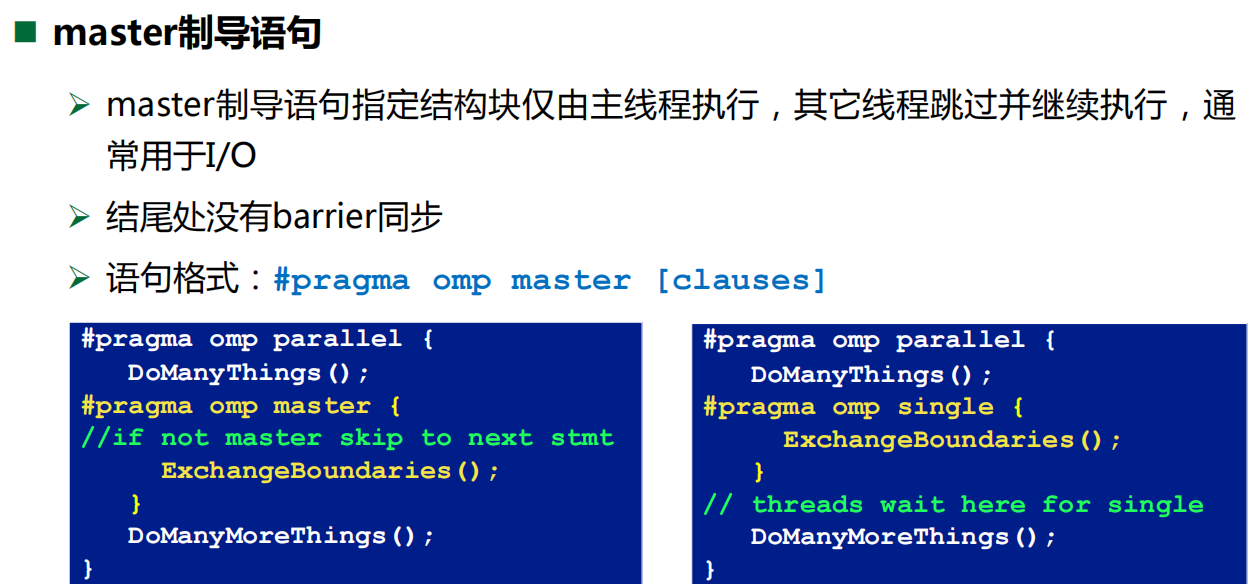 master制导语句
master制导语句指定结构块仅由主线程执行，其它线程跳过并继续执行，通
常用于I/O
结尾处没有barrier同步
语句格式：#pragma omp master [clauses]
#pragma omp parallel {
DoManyThings();
#pragma omp master {
//if not master skip to next stmt
ExchangeBoundaries();
}
DoManyMoreThings();
}
#pragma omp parallel {
DoManyThings();
#pragma omp single {
ExchangeBoundaries();
}
// threads wait here for single
DoManyMoreThings();
}